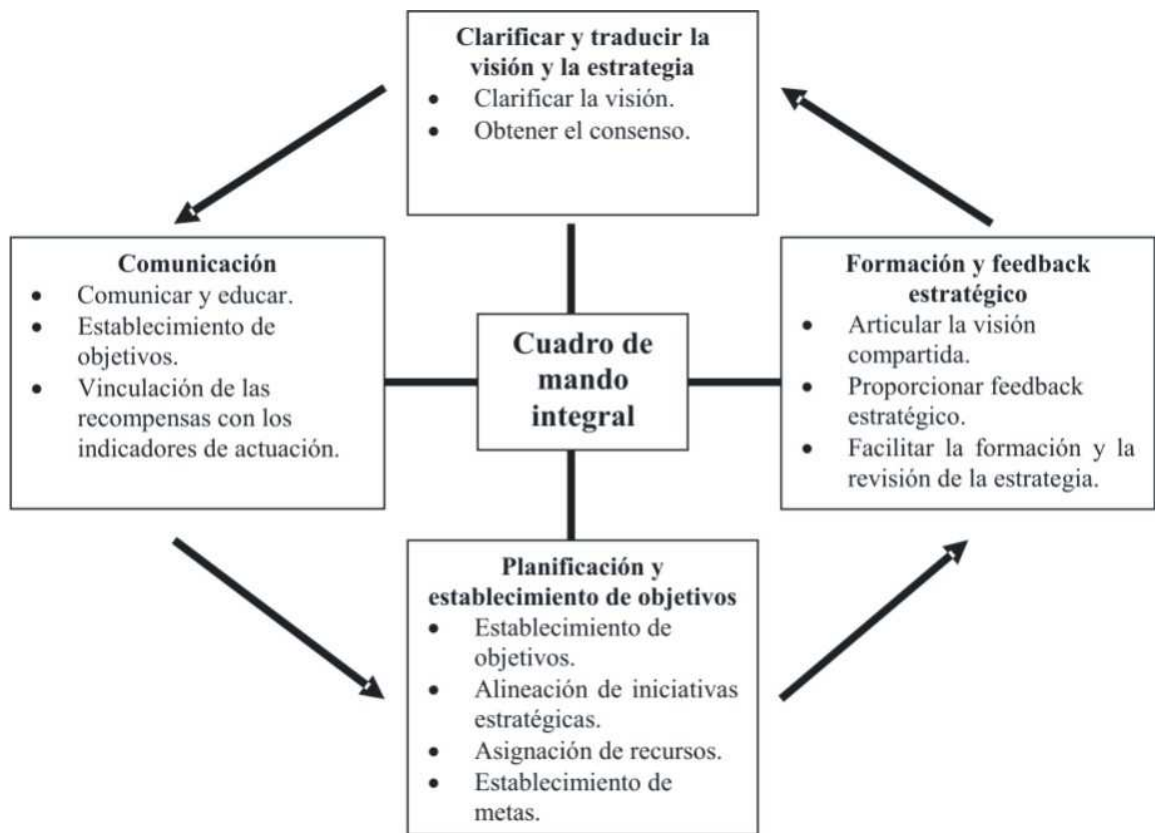 Clarificar y traducir la
visión y la estrategia
• Clarificar la visión.
• Obtener el consenso.
Comunicación
• Comunicar y educar.
• Establecimiento de
objetivos.
• Vinculación de las
recompensas con los
indicadores de actuación.
Cuadro de
mando
integral
Formación y feedback
estratégico
• Articular la visión
compartida.
• Proporcionar feedback
estratégico.
• Facilitar la formación y la
revisión de la estrategia.
Planificación y
establecimiento de objetivos
• Establecimiento de
objetivos.
• Alineación de iniciativas
estratégicas.
• Asignación de recursos.
• Establecimiento de
metas.